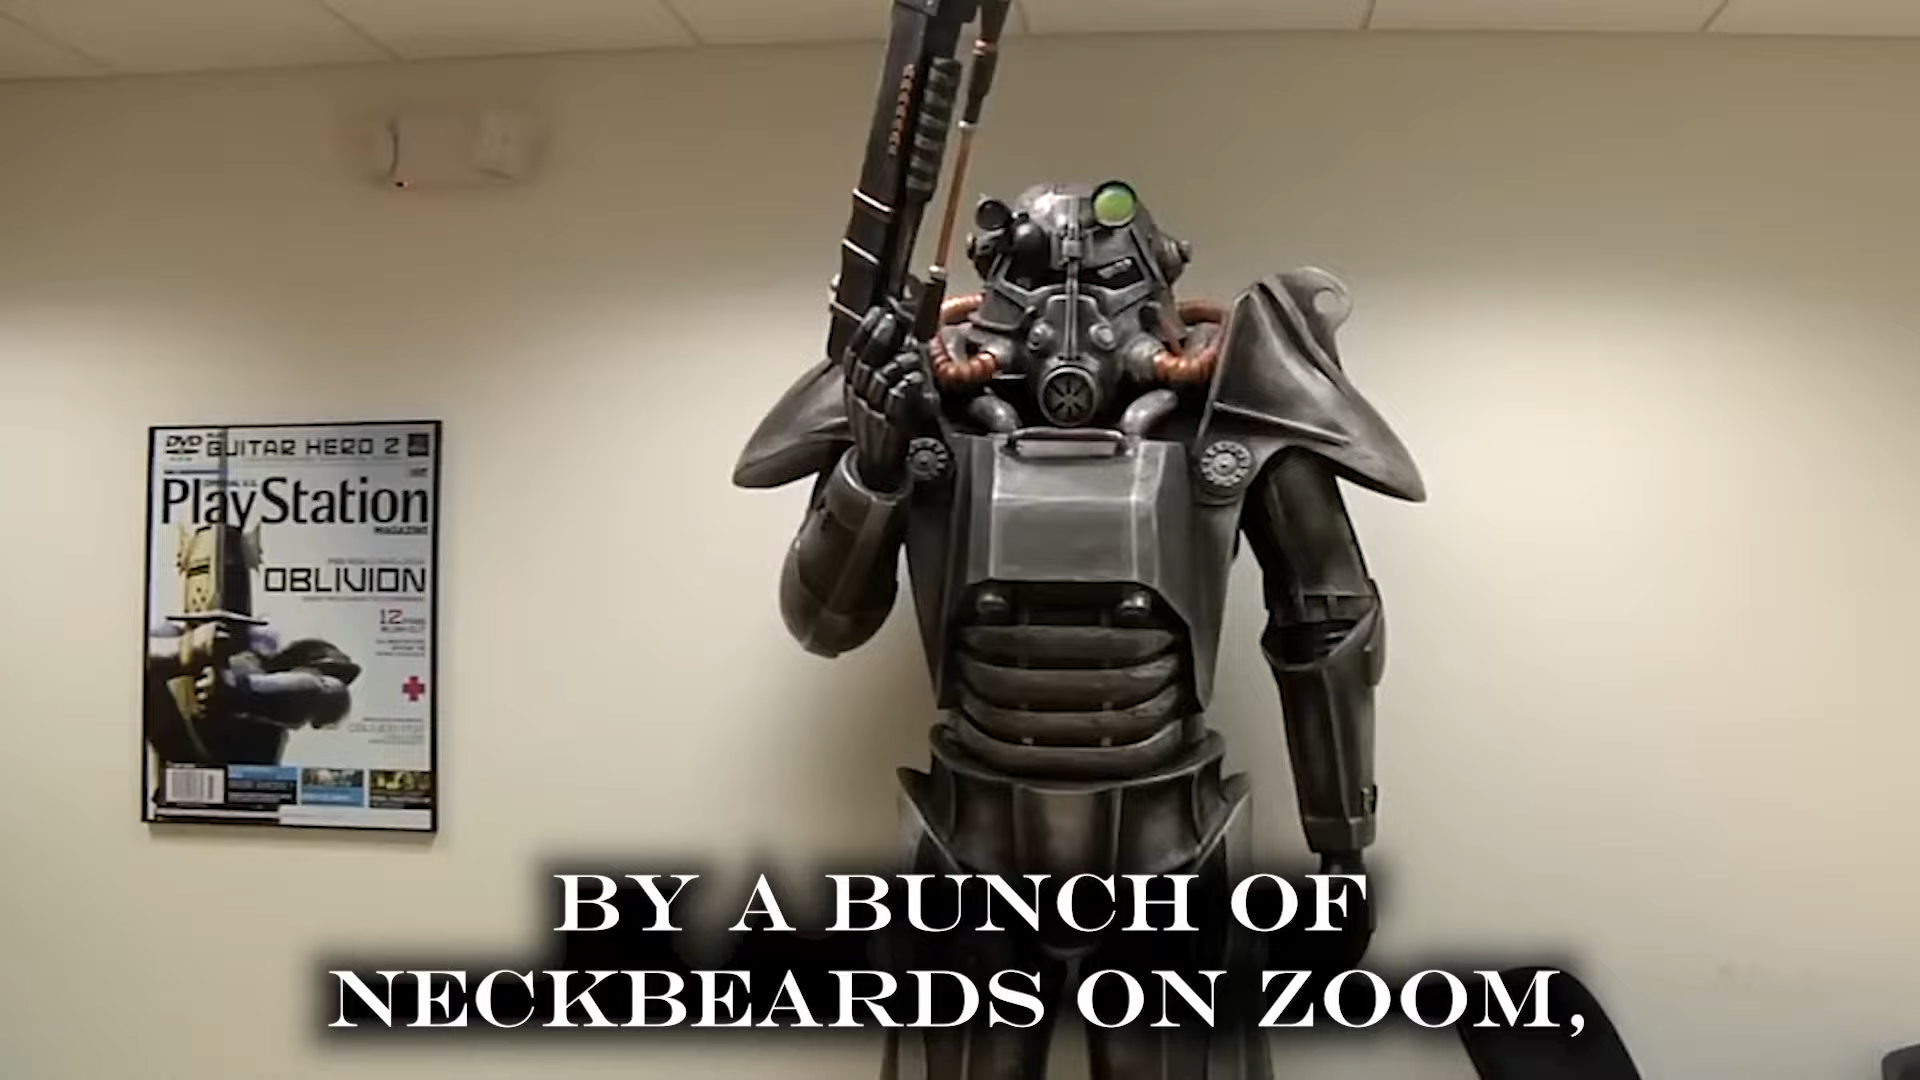 DVD GUITAR HERO 2
PlayStation
MAGAZINE
OBLIVION
12
BY A BUNCH OF
NECKBEARDS ON ZOOM,